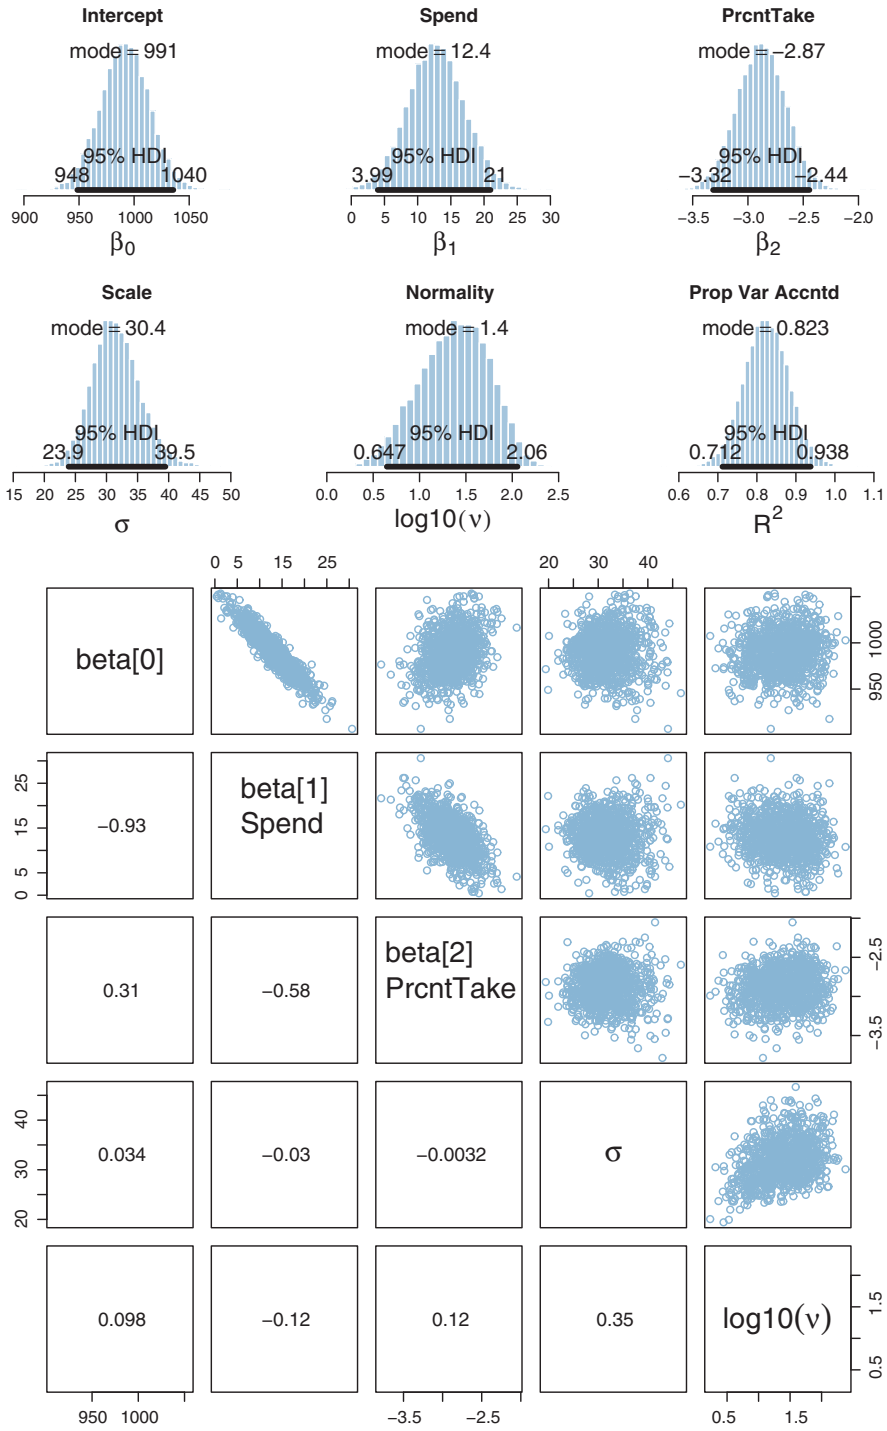 Intercept
mode = 991
95% HDI
948 1040
900 950 1000 1050
β0
Spend
mode = 12.4
95% HDI
3.99 21
0 5 10 15 20 25 30
β1
PrcntTake
mode = −2.87
95% HDI
−3.32 −2.44
−3.5 −3.0 −2.5 −2.0
β2
Scale
mode = 30.4
95% HDI
23.9 39.5
15 20 25 30 35 40 45 50
σ
Normality
mode = 1.4
95% HDI
0.647 2.06
0.0 0.5 1.0 1.5 2.0 2.5
log10(ν)
Prop Var Accntd
mode = 0.823
95% HDI
0.712 0.938
0.6 0.7 0.8 0.9 1.0 1.1
R²
0 5 15 25
20 30 40
beta[0]
950 1000
5 15 25
0
−0.93
beta[1]
Spend
0.31
−0.58
beta[2]
PrcntTake
−3.5 −2.5
20 30 40
0.034
−0.03
−0.0032
σ
0.098
−0.12
0.12
0.35
log10(ν)
0.5 1.5
950 1000
−3.5 −2.5
0.5 1.5